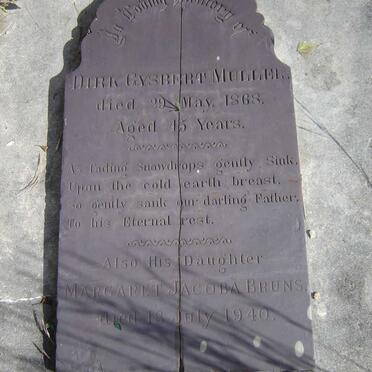 In loving memory of
DIRK GYSBERT MULLER.
died 29 May, 1868.
Aged 45 Years.
As fading Snowdrops gently Sink,
Upon the cold earth breast.
So gently sank our darling Father,
To his Eternal rest.
Also His Daughter
MARGARET JACOBA BRUNS.
died 13 July 1940.